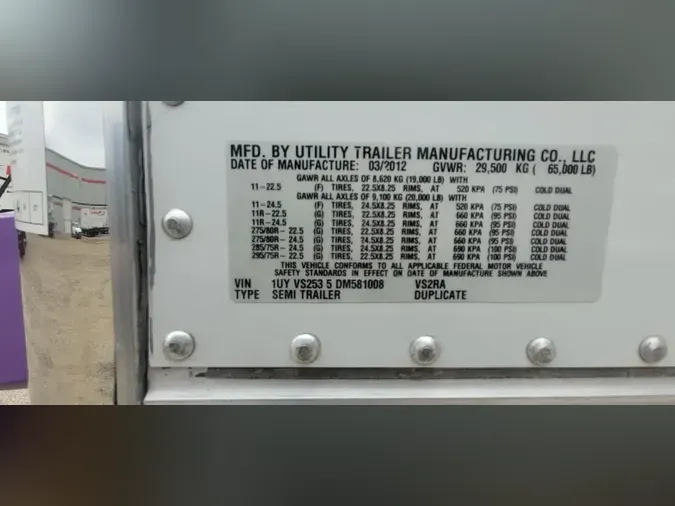 MFD. BY UTILITY TRAILER MANUFACTURING CO., LLC
DATE OF MANUFACTURE: 03/2012 GVWR: 29,500 KG ( 65,000 LB)
GAWR ALL AXLES OF 8,620 KG (19,000 LB) WITH
11-22.5 (F) TIRES, 22.5X8.25 RIMS, AT 520 KPA (75 PSI) COLD DUAL
GAWR ALL AXLES OF 9,100 KG (20,000 LB) WITH
11-24.5 (F) TIRES, 24.5X8.25 RIMS, AT 520 KPA (75 PSI) COLD DUAL
11R-22.5 (G) TIRES, 22.5X8.25 RIMS, AT 660 KPA (95 PSI) COLD DUAL
11R-24.5 (G) TIRES, 24.5X8.25 RIMS, AT 660 KPA (95 PSI) COLD DUAL
275/80R-22.5 (G) TIRES, 22.5X8.25 RIMS, AT 660 KPA (95 PSI) COLD DUAL
275/80R-24.5 (G) TIRES, 24.5X8.25 RIMS, AT 660 KPA (95 PSI) COLD DUAL
285/75R-24.5 (G) TIRES, 24.5X8.25 RIMS, AT 690 KPA (100 PSI) COLD DUAL
295/75R-22.5 (G) TIRES, 22.5X8.25 RIMS, AT 690 KPA (100 PSI) COLD DUAL
THIS VEHICLE CONFORMS TO ALL APPLICABLE FEDERAL MOTOR VEHICLE
SAFETY STANDARDS IN EFFECT ON DATE OF MANUFACTURE SHOWN ABOVE
VIN 1UY VS253 5 DM581008 VS2RA
TYPE SEMI TRAILER DUPLICATE